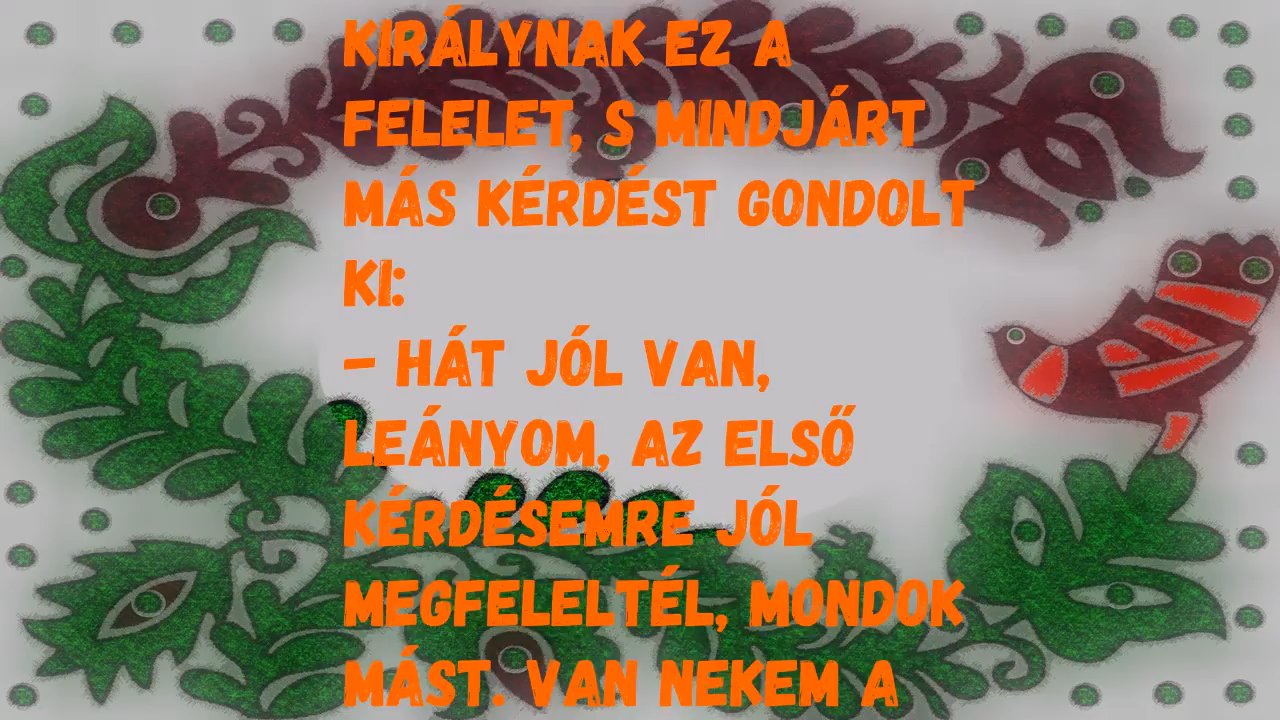 KIRÁLYNAK EZ A
FELELET, S MINDJÁRT
MÁS KÉRDÉST GONDOLT
KI:
– HÁT JÓL VAN,
LEÁNYOM, AZ ELSŐ
KÉRDÉSEMRE JÓL
MEGFELELTÉL, MONDOK
MÁST. VAN NEKEM A